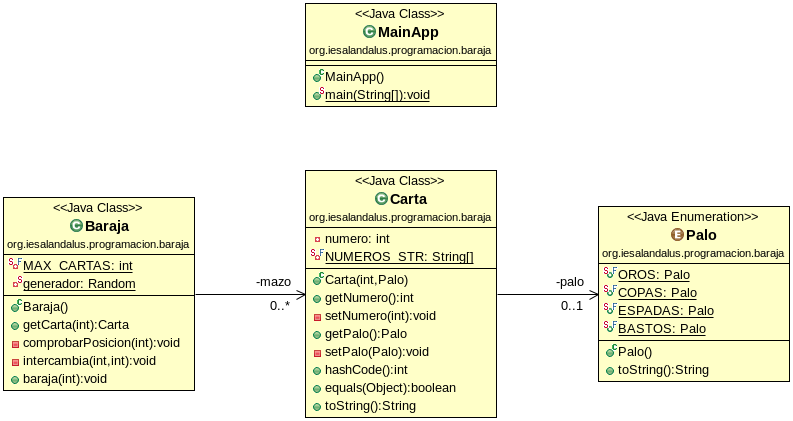 <<Java Class>>
MainApp
org.iesalandalus.programacion.baraja
MainApp()
main(String[]):void
<<Java Class>>
Baraja
org.iesalandalus.programacion.baraja
MAX_CARTAS: int
generador: Random
Baraja()
getCarta(int):Carta
comprobarPosicion(int):void
intercambia(int,int):void
baraja(int):void
-mazo
0..*
<<Java Class>>
Carta
org.iesalandalus.programacion.baraja
numero: int
NUMEROS_STR: String[]
Carta(int,Palo)
getNumero():int
setNumero(int):void
getPalo():Palo
setPalo(Palo):void
hashCode():int
equals(Object):boolean
toString():String
-palo
0..1
<<Java Enumeration>>
Palo
org.iesalandalus.programacion.baraja
OROS: Palo
COPAS: Palo
ESPADAS: Palo
BASTOS: Palo
Palo()
toString():String